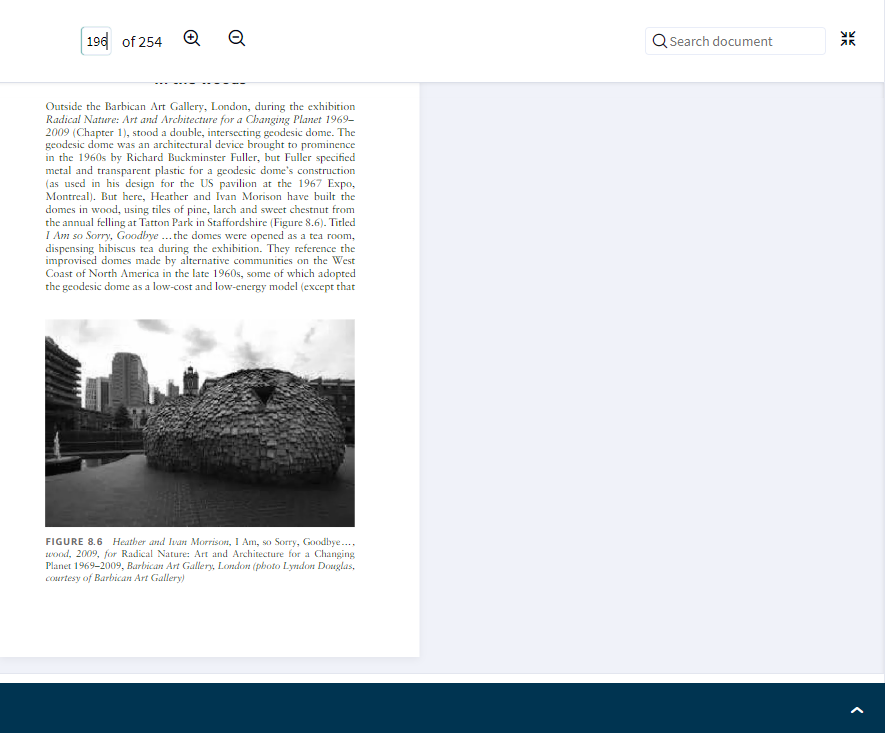 196 of 254 Search document
in the woods
Outside the Barbican Art Gallery, London, during the exhibition
Radical Nature: Art and Architecture for a Changing Planet 1969–
2009 (Chapter 1), stood a double, intersecting geodesic dome. The
geodesic dome was an architectural device brought to prominence
in the 1960s by Richard Buckminster Fuller, but Fuller specified
metal and transparent plastic for a geodesic dome's construction
(as used in his design for the US pavilion at the 1967 Expo,
Montreal). But here, Heather and Ivan Morison have built the
domes in wood, using tiles of pine, larch and sweet chestnut from
the annual felling at Tatton Park in Staffordshire (Figure 8.6). Titled
I Am so Sorry, Goodbye … the domes were opened as a tea room,
dispensing hibiscus tea during the exhibition. They reference the
improvised domes made by alternative communities on the West
Coast of North America in the late 1960s, some of which adopted
the geodesic dome as a low-cost and low-energy model (except that
FIGURE 8.6 Heather and Ivan Morrison, I Am, so Sorry, Goodbye…,
wood, 2009, for Radical Nature: Art and Architecture for a Changing
Planet 1969–2009, Barbican Art Gallery, London (photo Lyndon Douglas,
courtesy of Barbican Art Gallery)